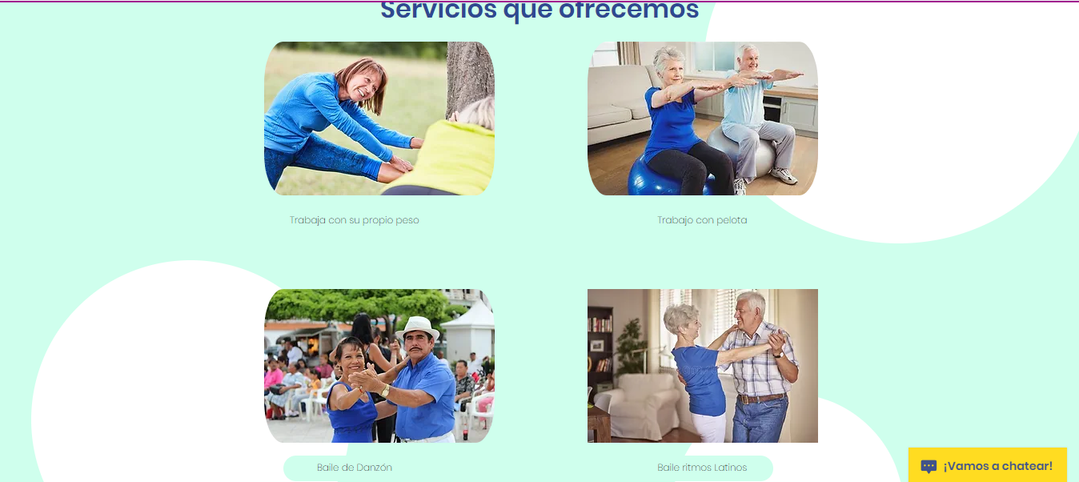 Servicios que ofrecemos
Trabaja con su propio peso
Trabajo con pelota
Baile de Danzón
Baile ritmos Latinos
¡Vamos a chatear!